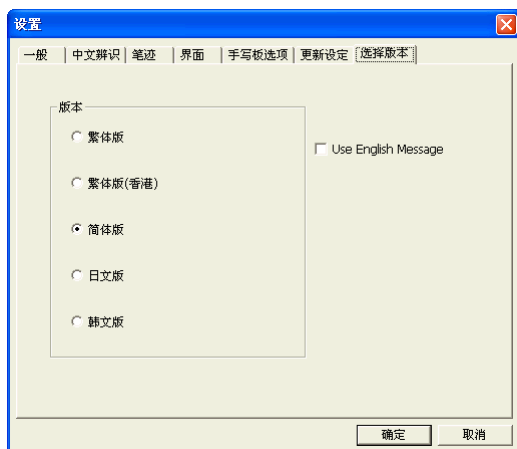 设置
一般 中文辨识 笔迹 界面 手写板选项 更新设定 选择版本
版本
繁体版
Use English Message
繁体版(香港)
简体版
日文版
韩文版
确定 取消